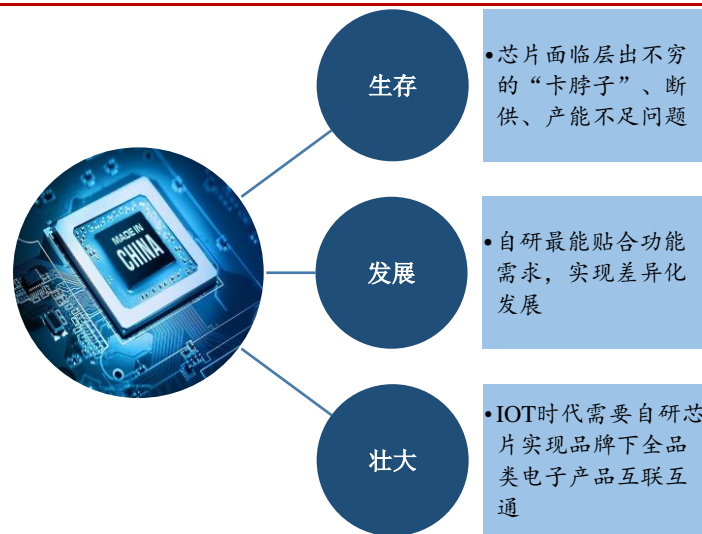 生存
•芯片面临层出不穷
的“卡脖子”、断
供、产能不足问题
MADE IN
CHINA
发展
•自研最能贴合功能
需求，实现差异化
发展
壮大
•IOT时代需要自研芯
片实现品牌下全品
类电子产品互联互
通